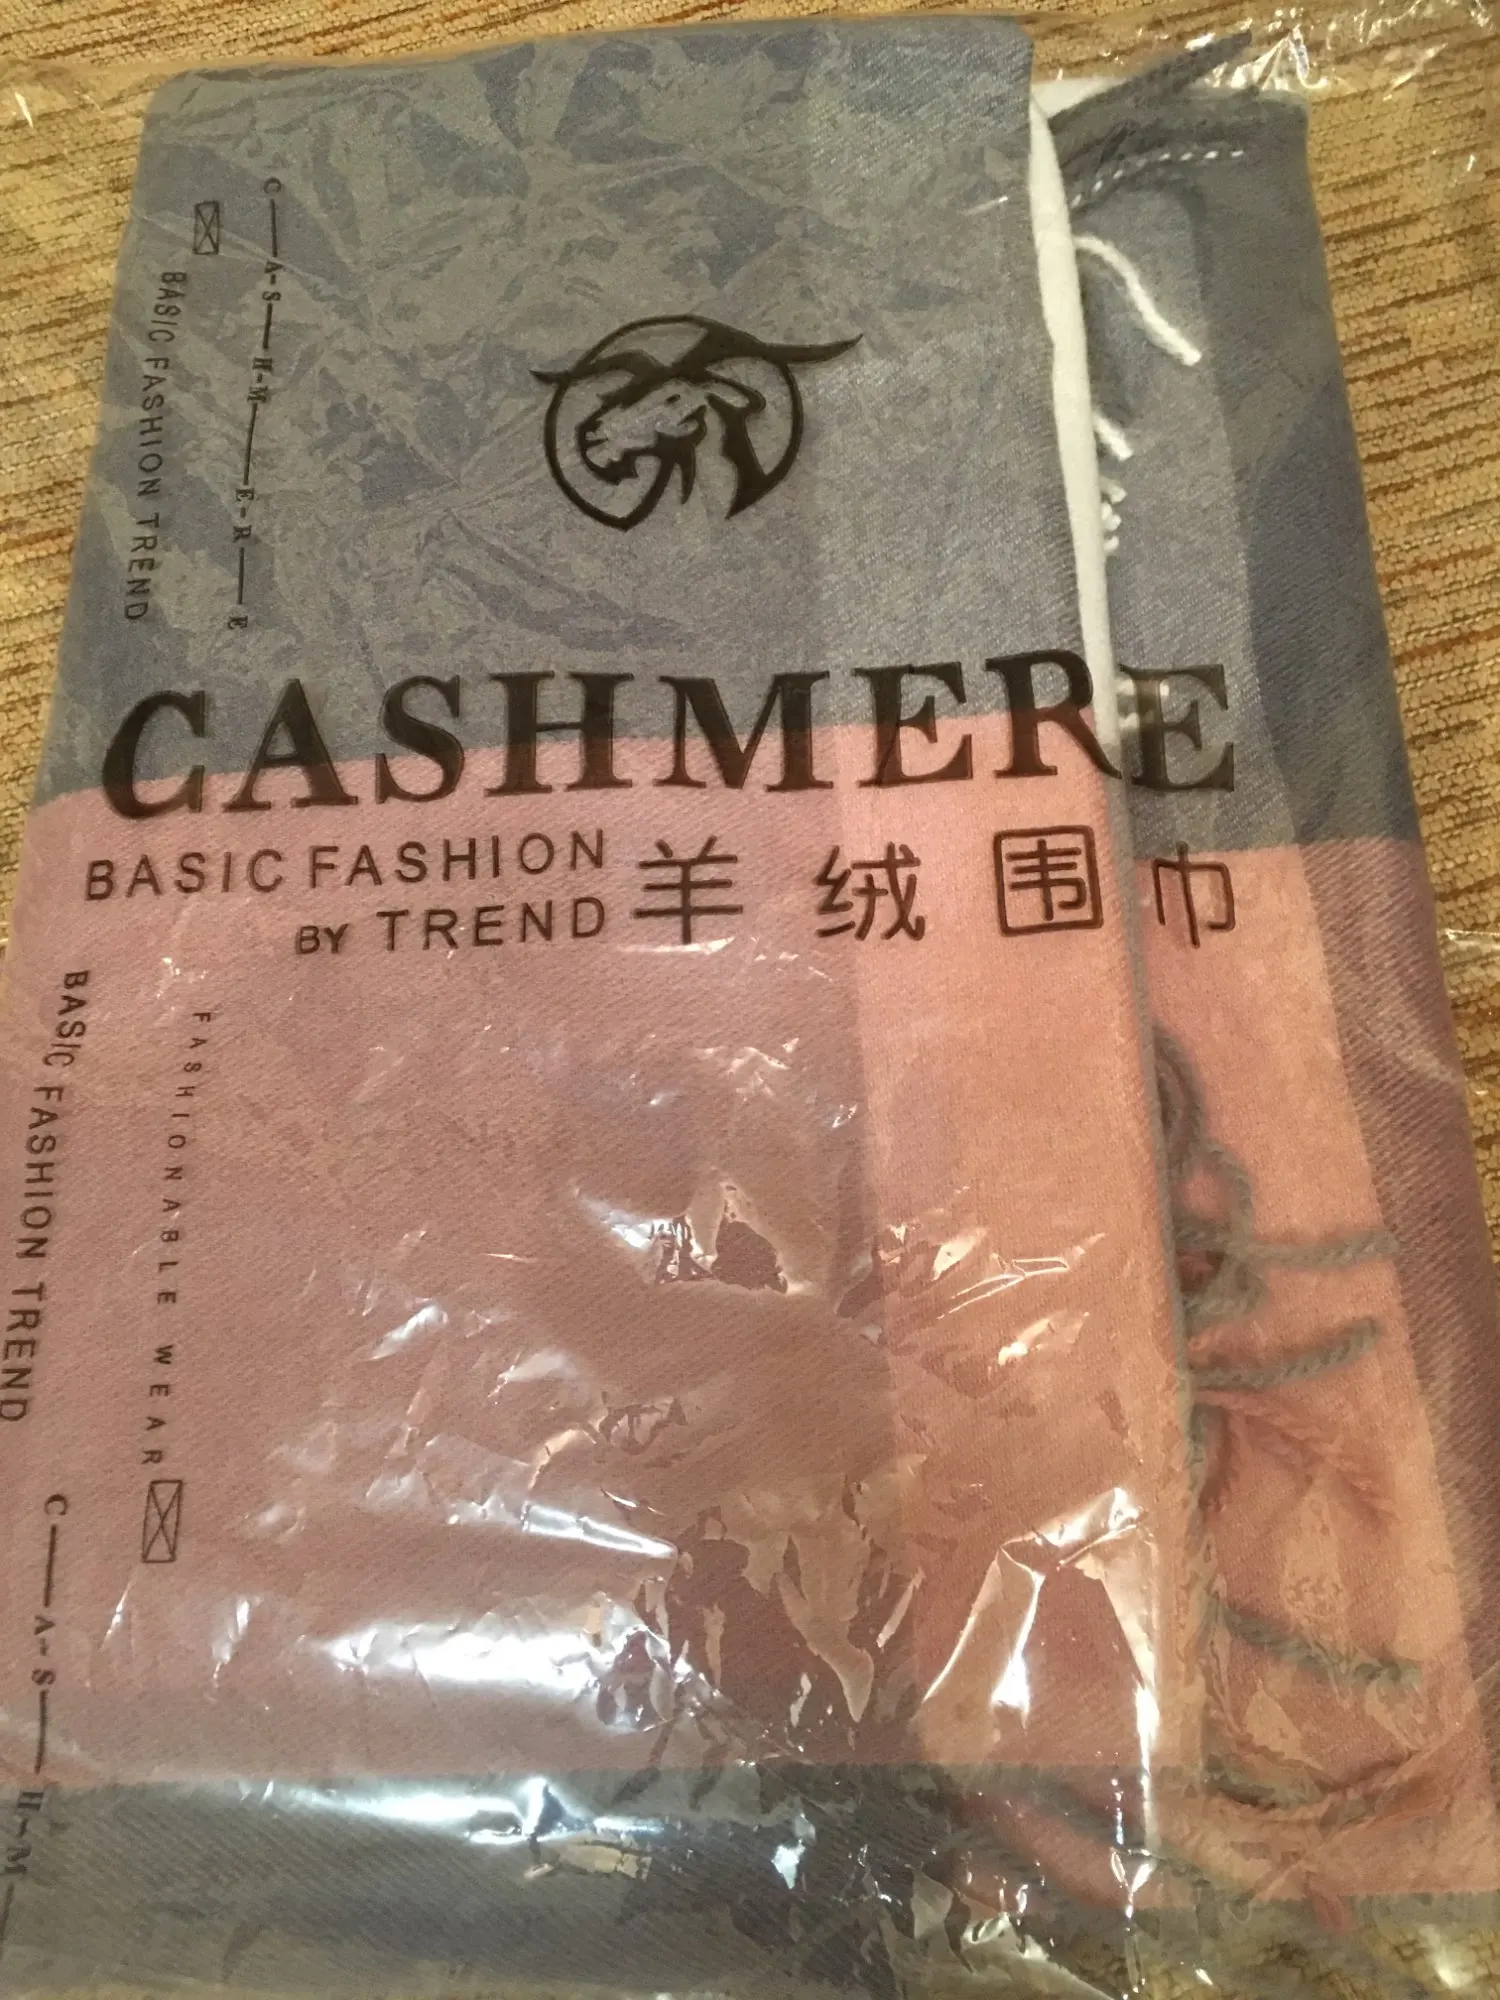 C—A-S—H-M—E-R—E
BASIC FASHION TREND
CASHMERE
BASIC FASHION
BY TREND
羊绒围巾
BASIC FASHION TREND
FASHIONABLE WEAR
C—A-S—H-M